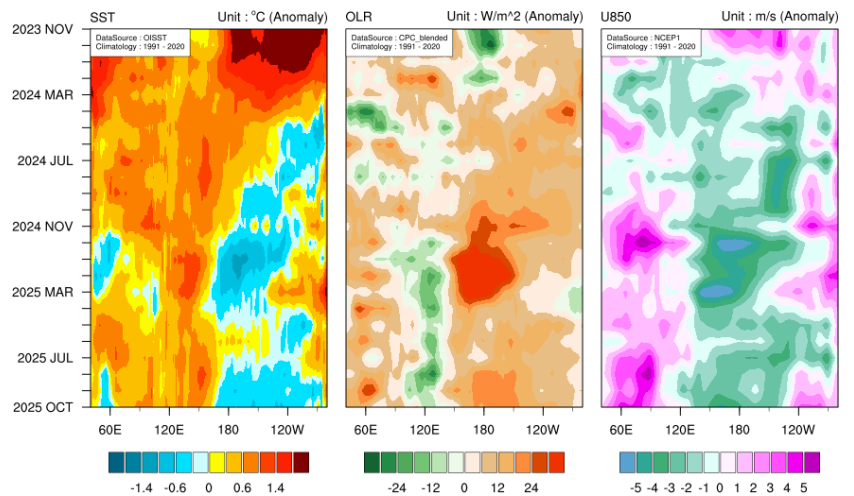 SST Unit : °C (Anomaly)
OLR Unit : W/m^2 (Anomaly)
U850 Unit : m/s (Anomaly)
DataSource : OISST
Climatology : 1991 - 2020
DataSource : CPC_blended
Climatology : 1991 - 2020
DataSource : NCEP1
Climatology : 1991 - 2020
2023 NOV
2024 MAR
2024 JUL
2024 NOV
2025 MAR
2025 JUL
2025 OCT
60E 120E 180 120W
60E 120E 180 120W
60E 120E 180 120W
-1.4 -0.6 0 0.6 1.4
-24 -12 0 12 24
-5 -4 -3 -2 -1 0 1 2 3 4 5